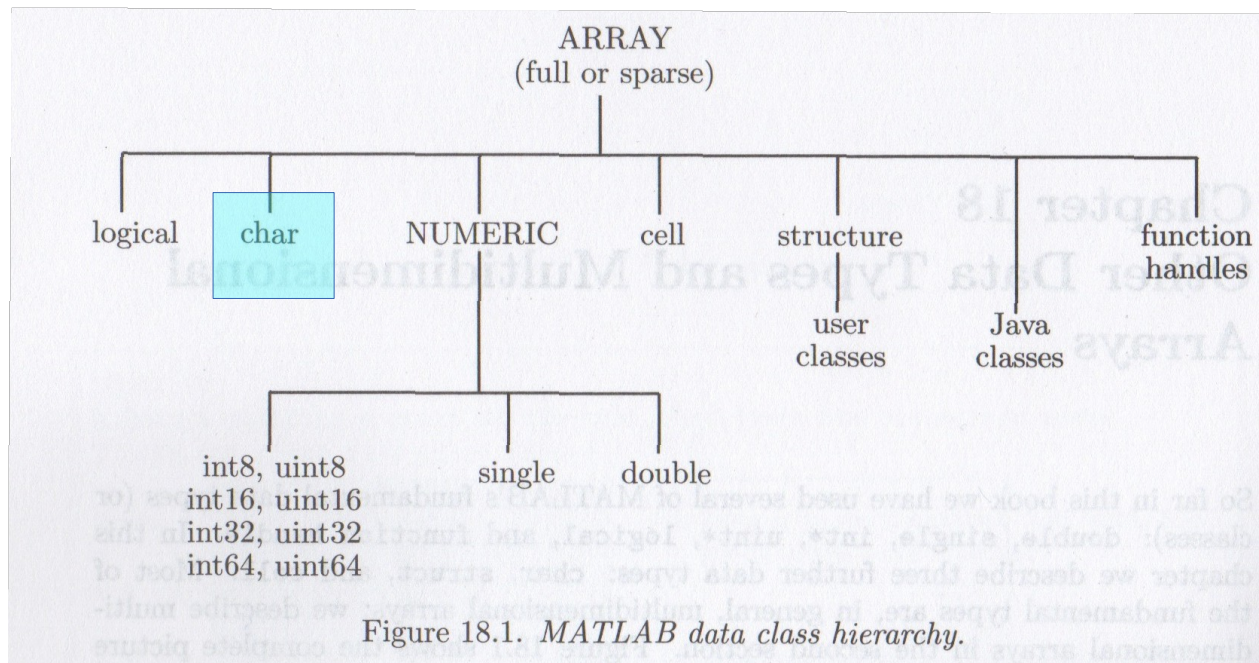 ARRAY
(full or sparse)
logical char NUMERIC cell structure function
handles
user Java
classes classes
int8, uint8 single double
int16, uint16
int32, uint32
int64, uint64
Figure 18.1. MATLAB data class hierarchy.